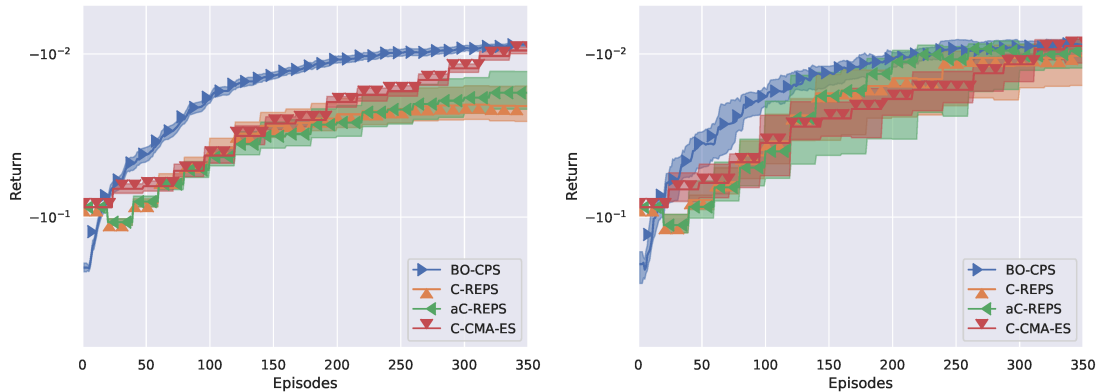 −10⁻²
−10⁻¹
Return
0 50 100 150 200 250 300 350
Episodes
BO-CPS
C-REPS
aC-REPS
C-CMA-ES
−10⁻²
−10⁻¹
Return
0 50 100 150 200 250 300 350
Episodes
BO-CPS
C-REPS
aC-REPS
C-CMA-ES